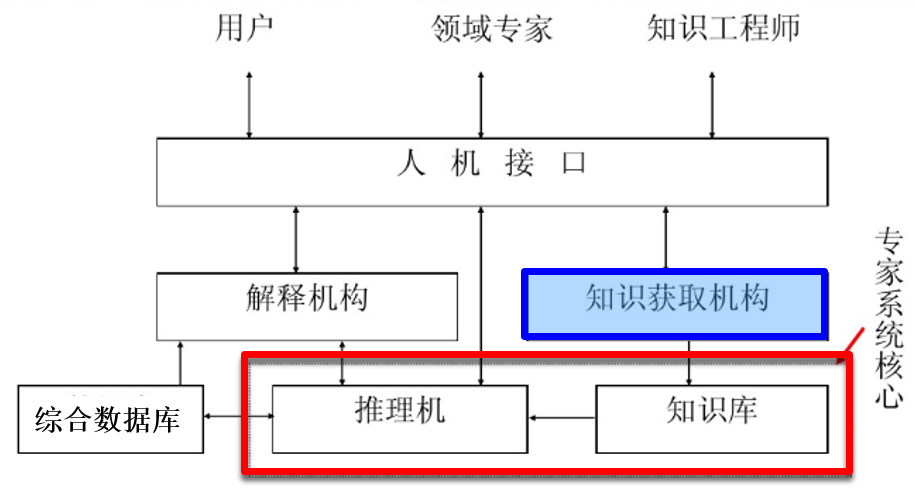 用户
领域专家
知识工程师
人机接口
解释机构
知识获取机构
专家系统核心
综合数据库
推理机
知识库